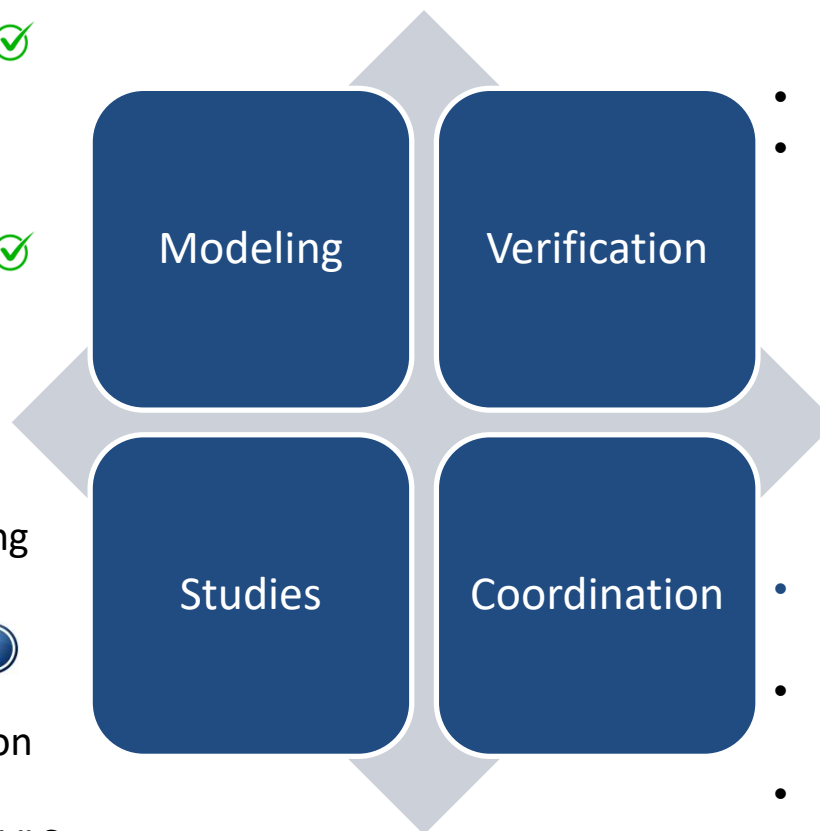 Modeling
Verification
ng
Studies
Coordination
on